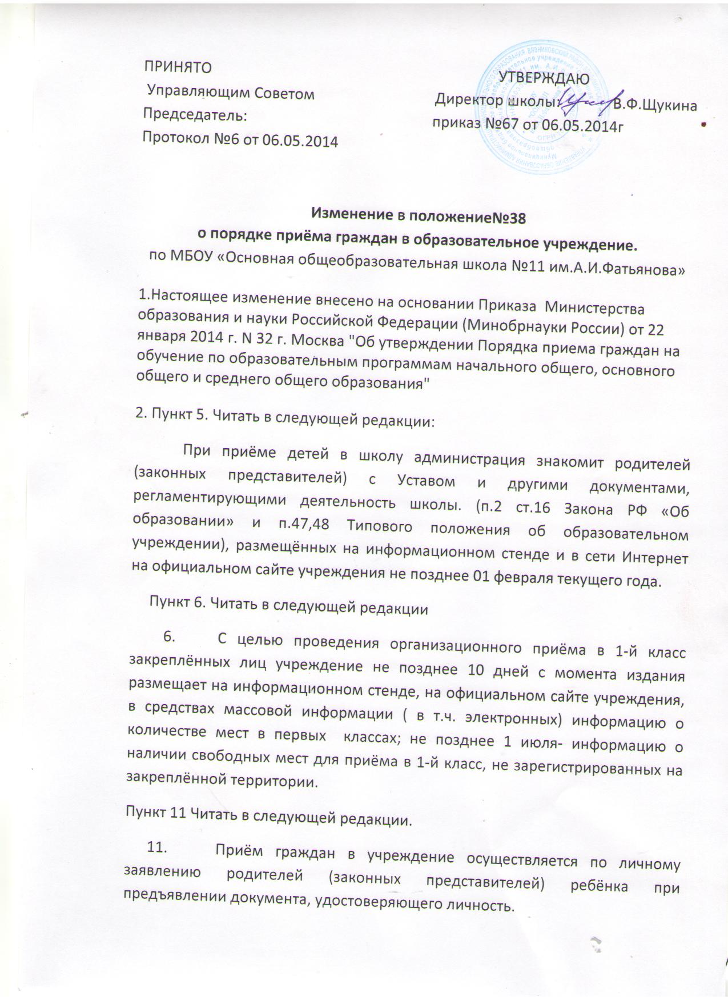 ПРИНЯТО
УТВЕРЖДАЮ
Управляющим Советом
Директор школы: В.Ф.Щукина
Председатель:
приказ №67 от 06.05.2014г
Протокол №6 от 06.05.2014
Изменение в положение№38
о порядке приёма граждан в образовательное учреждение.
по МБОУ «Основная общеобразовательная школа №11 им.А.И.Фатьянова»
1.Настоящее изменение внесено на основании Приказа Министерства
образования и науки Российской Федерации (Минобрнауки России) от 22
января 2014 г. N 32 г. Москва "Об утверждении Порядка приема граждан на
обучение по образовательным программам начального общего, основного
общего и среднего общего образования"
2. Пункт 5. Читать в следующей редакции:
При приёме детей в школу администрация знакомит родителей
(законных представителей) с Уставом и другими документами,
регламентирующими деятельность школы. (п.2 ст.16 Закона РФ «Об
образовании» и п.47,48 Типового положения об образовательном
учреждении), размещённых на информационном стенде и в сети Интернет
на официальном сайте учреждения не позднее 01 февраля текущего года.
Пункт 6. Читать в следующей редакции
6. С целью проведения организационного приёма в 1-й класс
закреплённых лиц учреждение не позднее 10 дней с момента издания
размещает на информационном стенде, на официальном сайте учреждения,
в средствах массовой информации ( в т.ч. электронных) информацию о
количестве мест в первых классах; не позднее 1 июля- информацию о
наличии свободных мест для приёма в 1-й класс, не зарегистрированных на
закреплённой территории.
Пункт 11 Читать в следующей редакции.
11. Приём граждан в учреждение осуществляется по личному
заявлению родителей (законных представителей) ребёнка при
предъявлении документа, удостоверяющего личность.